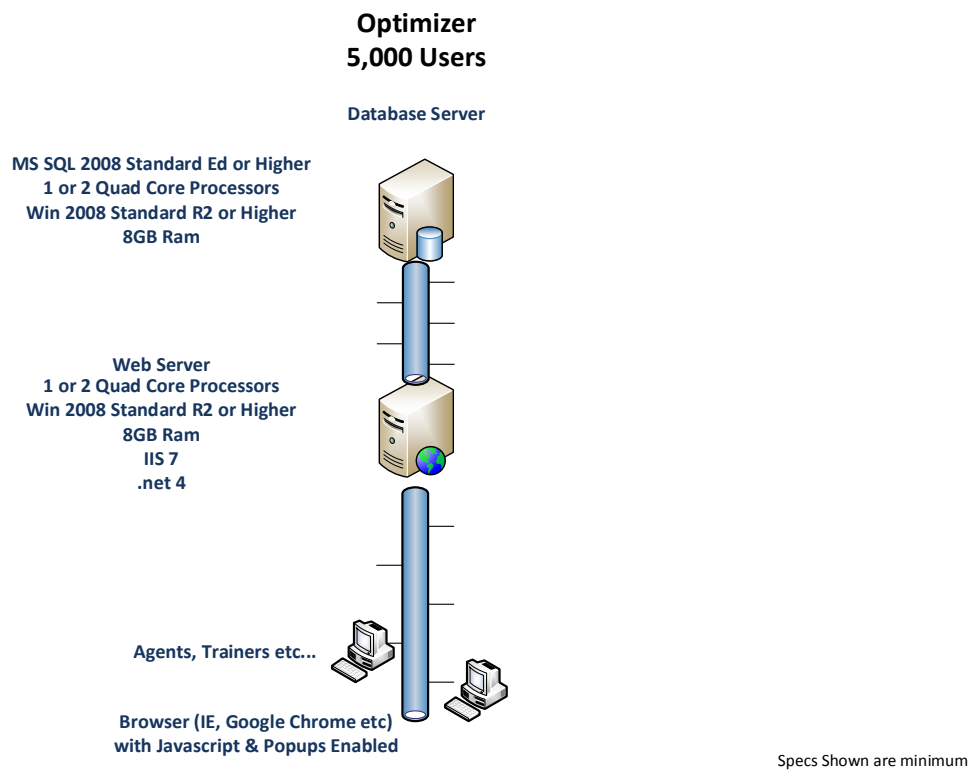 Optimizer
5,000 Users
Database Server
MS SQL 2008 Standard Ed or Higher
1 or 2 Quad Core Processors
Win 2008 Standard R2 or Higher
8GB Ram
Web Server
1 or 2 Quad Core Processors
Win 2008 Standard R2 or Higher
8GB Ram
IIS 7
.net 4
Agents, Trainers etc...
Browser (IE, Google Chrome etc)
with Javascript & Popups Enabled
Specs Shown are minimum